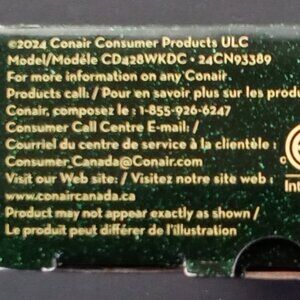 ©2024 Conair Consumer Products ULC
Model/Modèle CD428WKDC • 24CN93389
For more information on any Conair
Products call: / Pour en savoir plus sur les produ
Conair, composez le : 1-855-926-6247
Consumer Call Centre E-mail: /
Courriel du centre de service à la clientèle :
Consumer_Canada@Conair.com
Visit our Web site: / Visitez notre site web :
www.conaircanada.ca
Product may not appear exactly as shown /
Le produit peut différer de l'illustration
Int